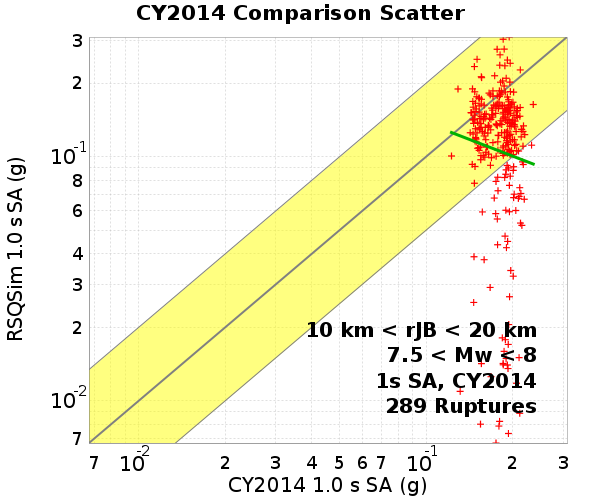 CY2014 Comparison Scatter
RSQSim 1.0 s SA (g)
3
2
10-1
8
6
4
3
2
10-2
7
10 km < rJB < 20 km
7.5 < Mw < 8
1s SA, CY2014
289 Ruptures
7 10-2 2 3 4 5 6 7 10-1 2 3
CY2014 1.0 s SA (g)